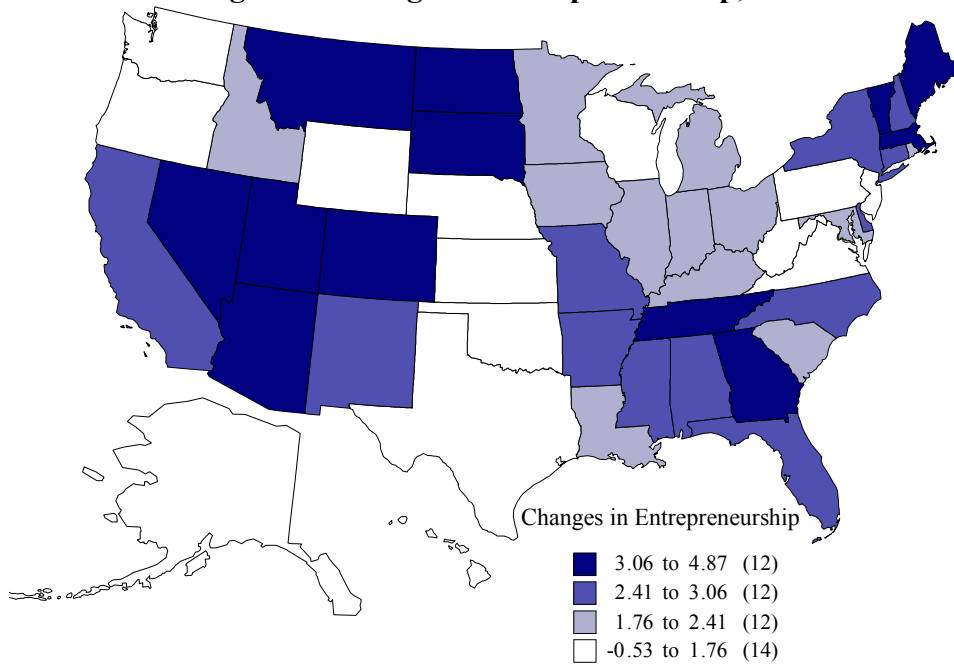 Changes in Entrepreneurship
3.06 to 4.87 (12)
2.41 to 3.06 (12)
1.76 to 2.41 (12)
-0.53 to 1.76 (14)